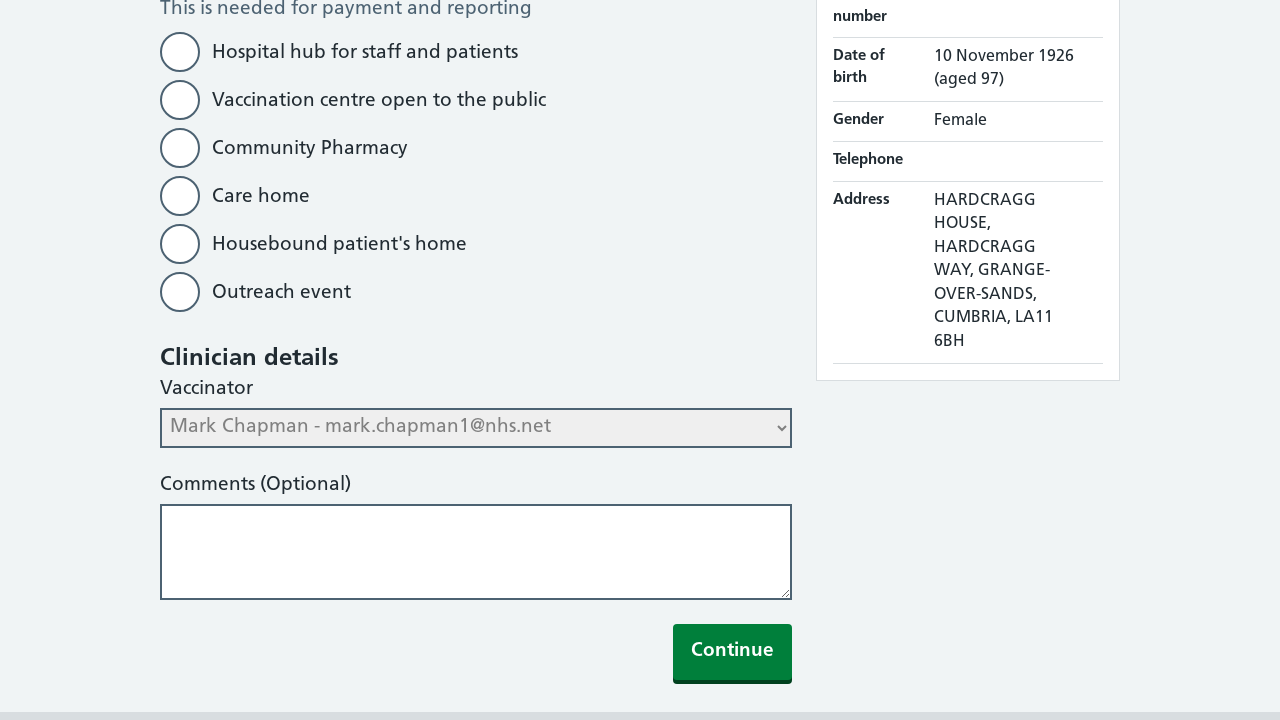 This is needed for payment and reporting
Hospital hub for staff and patients
Vaccination centre open to the public
Community Pharmacy
Care home
Housebound patient's home
Outreach event
Clinician details
Vaccinator
Mark Chapman - mark.chapman1@nhs.net
Comments (Optional)
Continue
number
Date of birth
10 November 1926
(aged 97)
Gender
Female
Telephone
Address
HARDCRAGG
HOUSE,
HARDCRAGG
WAY, GRANGE-
OVER-SANDS,
CUMBRIA, LA11
6BH